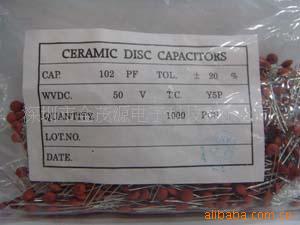 CERAMIC DISC CAPACITORS
CAP. 102 PF TOL. ± 20 %
WVDC. 50 V T.C. Y5P
QUANTITY. 1000 PCS
LOT.NO.
DATE.
alibaba.com.cn